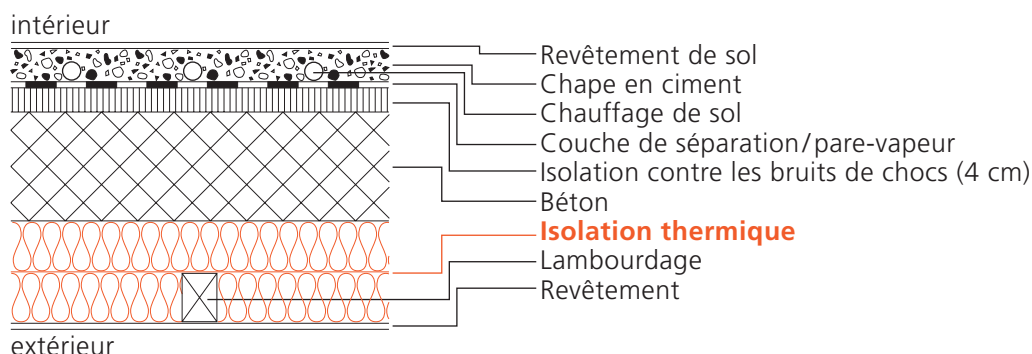 intérieur
Revêtement de sol
Chape en ciment
Chauffage de sol
Couche de séparation/pare-vapeur
Isolation contre les bruits de chocs (4 cm)
Béton
Isolation thermique
Lambourdage
Revêtement
extérieur